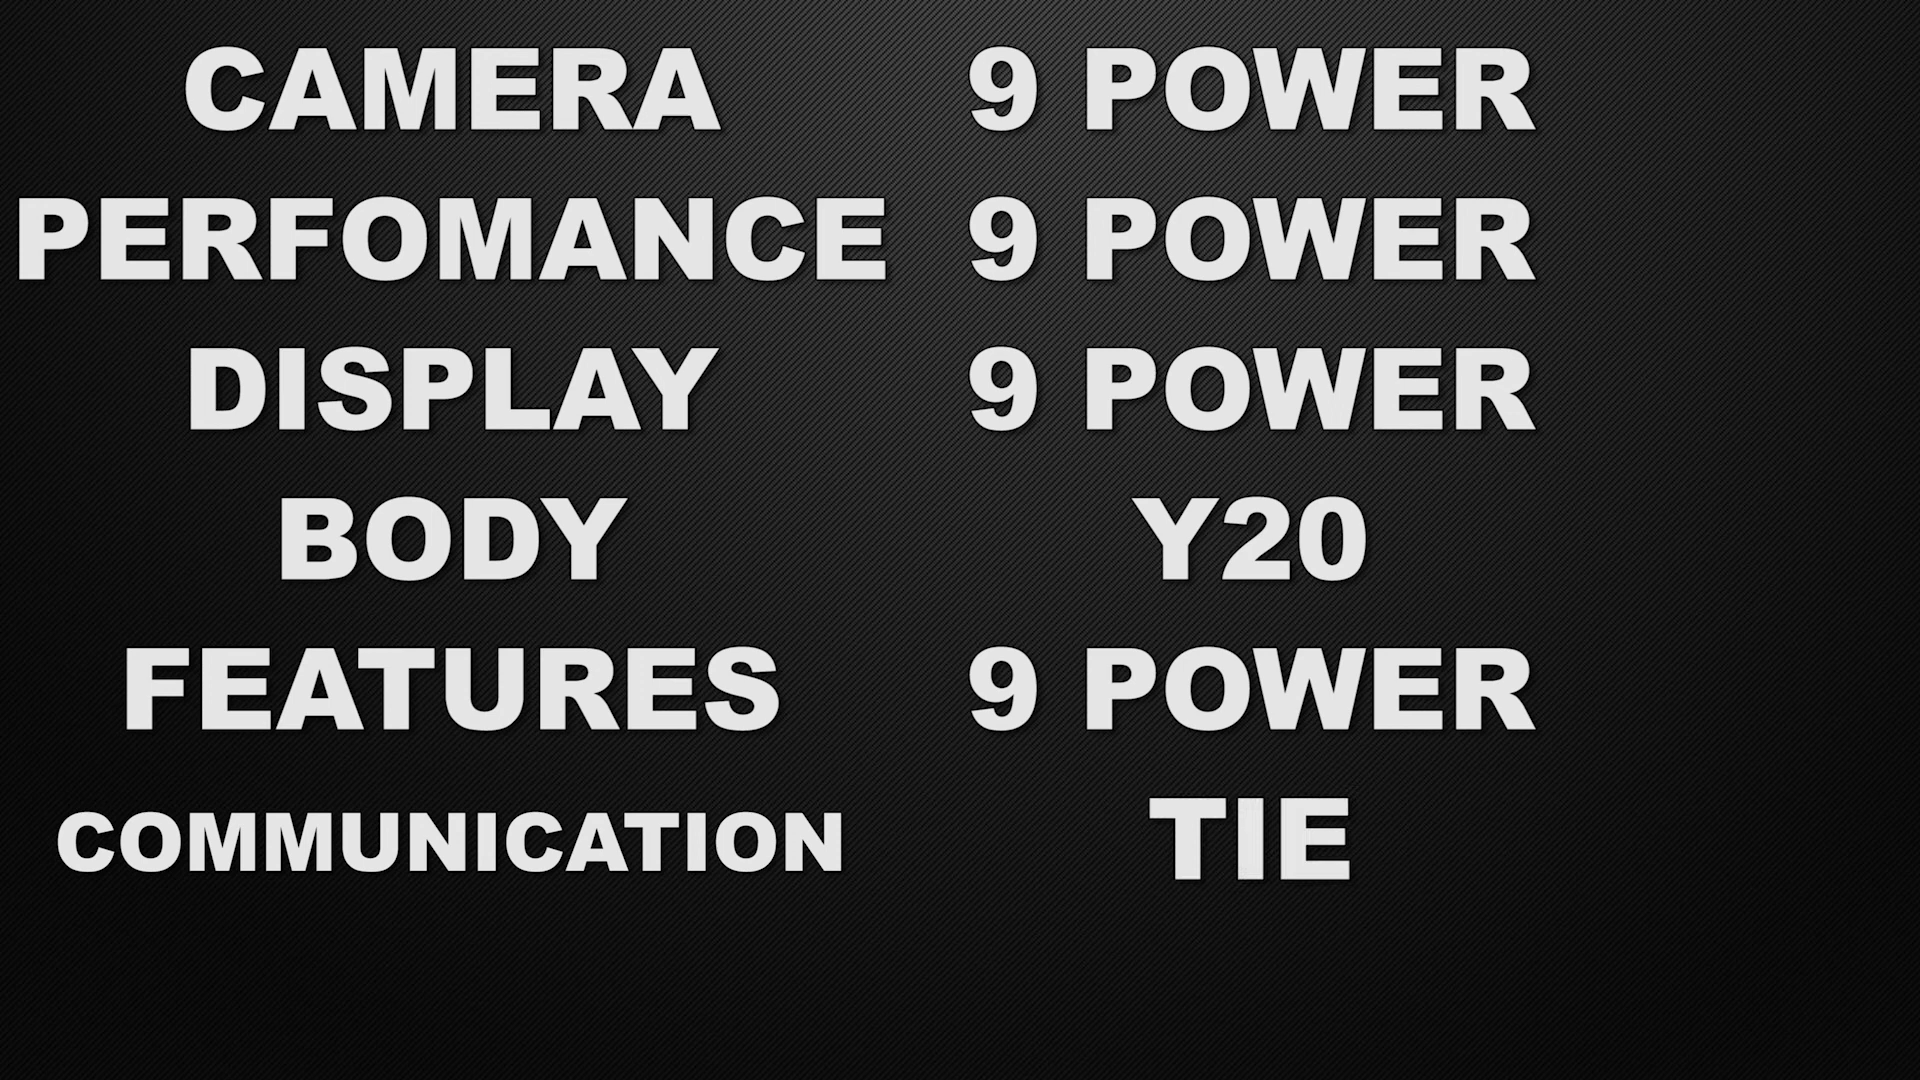 CAMERA 9 POWER
PERFOMANCE 9 POWER
DISPLAY 9 POWER
BODY Y20
FEATURES 9 POWER
COMMUNICATION TIE